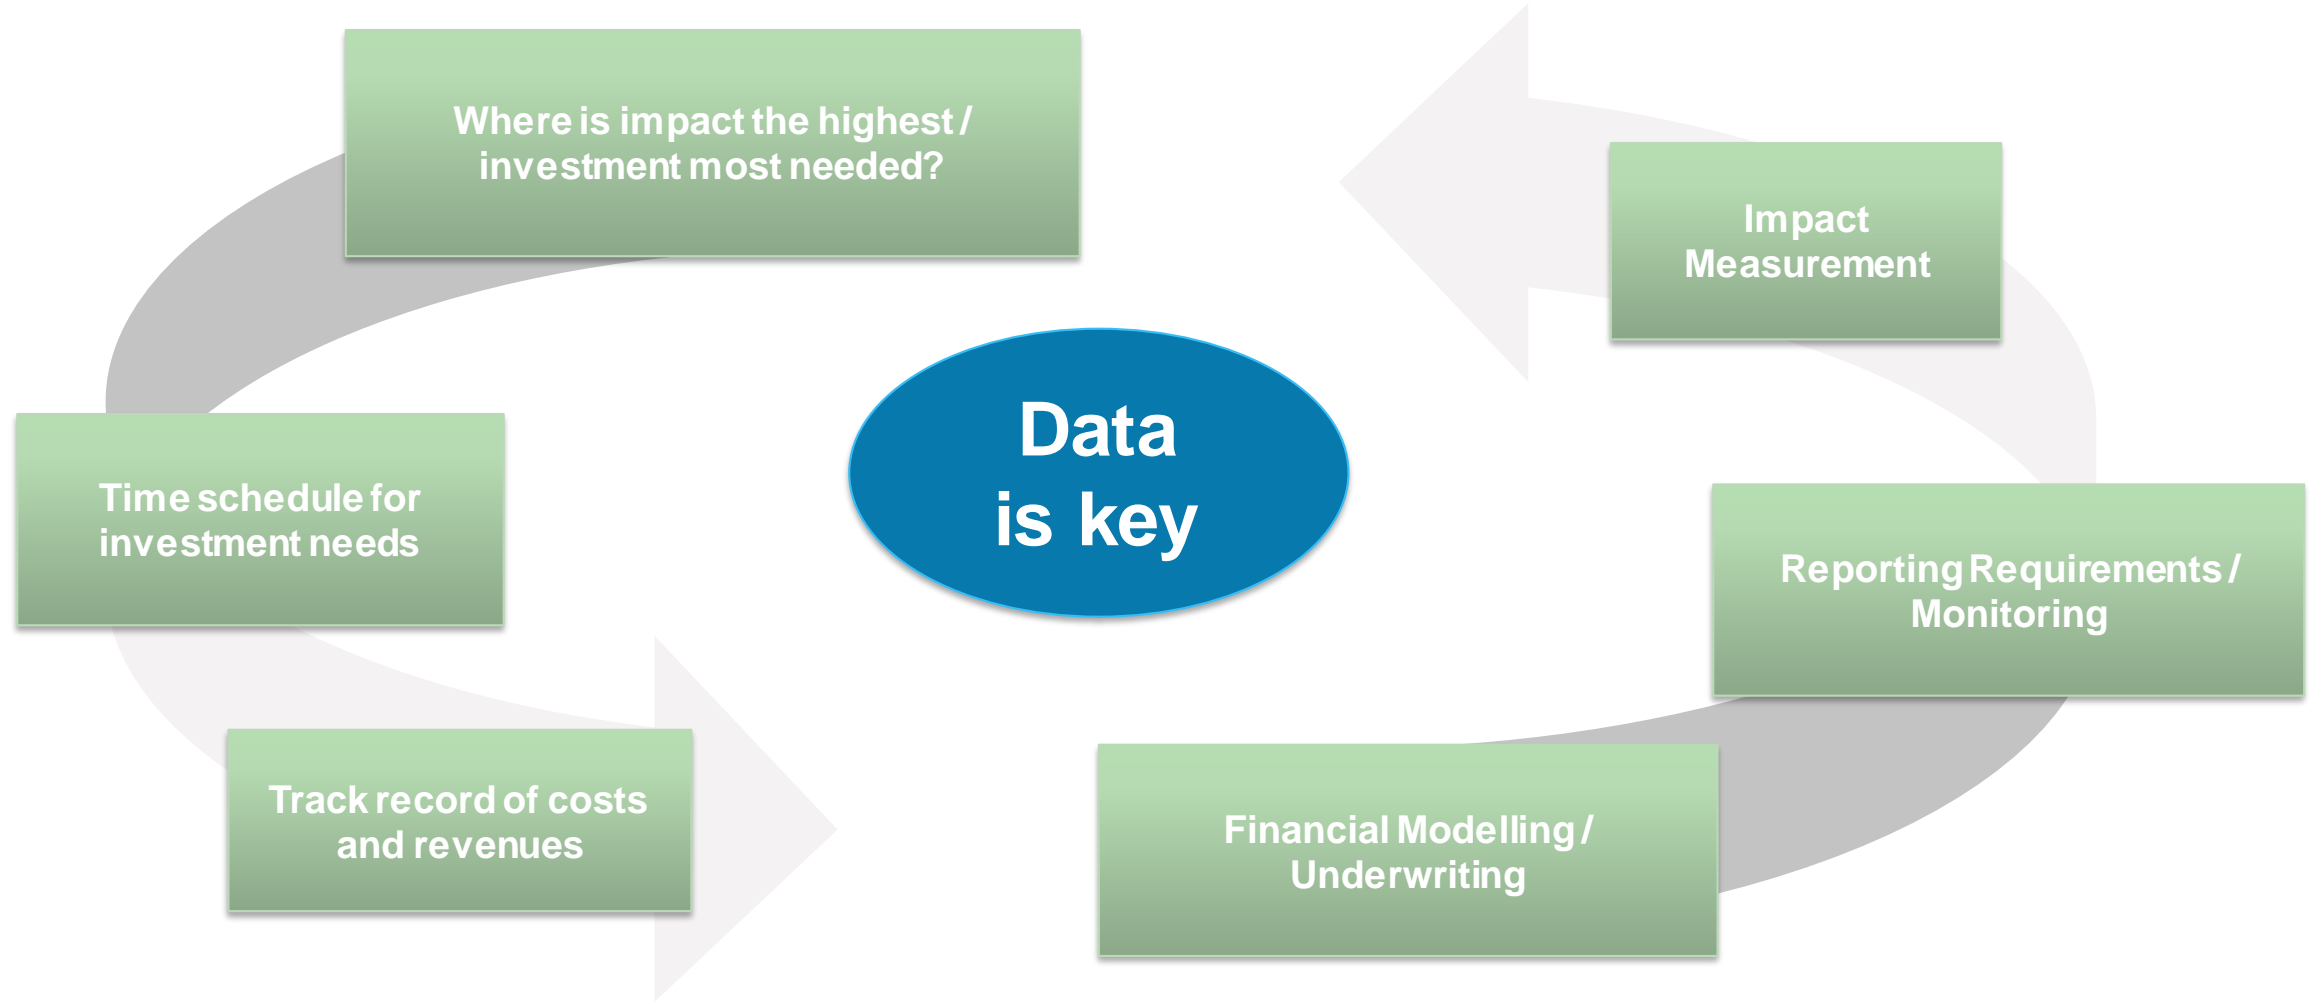 Where is impact the highest /
investment most needed?
Impact
Measurement
Data
is key
Time schedule for
investment needs
Reporting Requirements /
Monitoring
Track record of costs
and revenues
Financial Modelling /
Underwriting